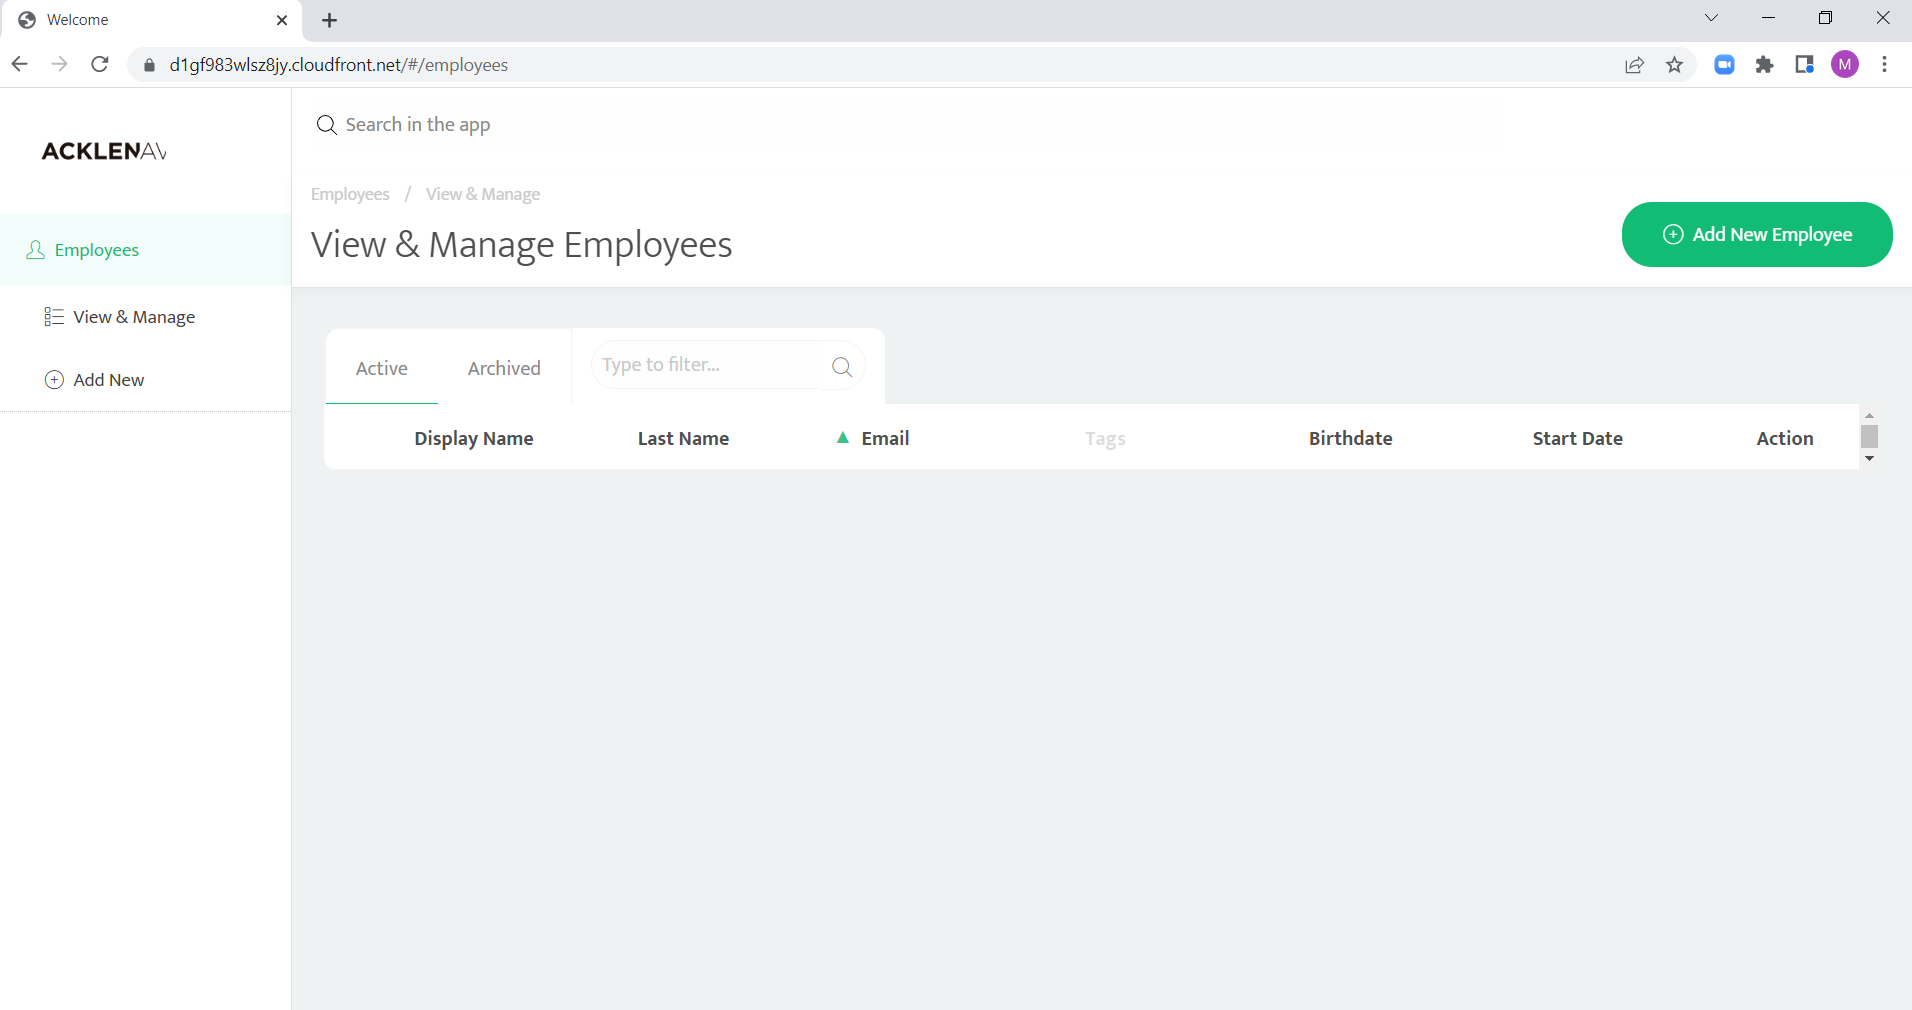 Welcome
d1gf983wlsz8jy.cloudfront.net/#/employees
M
ACKLENAV
Search in the app
Employees / View & Manage
View & Manage Employees
Add New Employee
Employees
View & Manage
Add New
Active Archived Type to filter...
Display Name Last Name ▲ Email Tags Birthdate Start Date Action